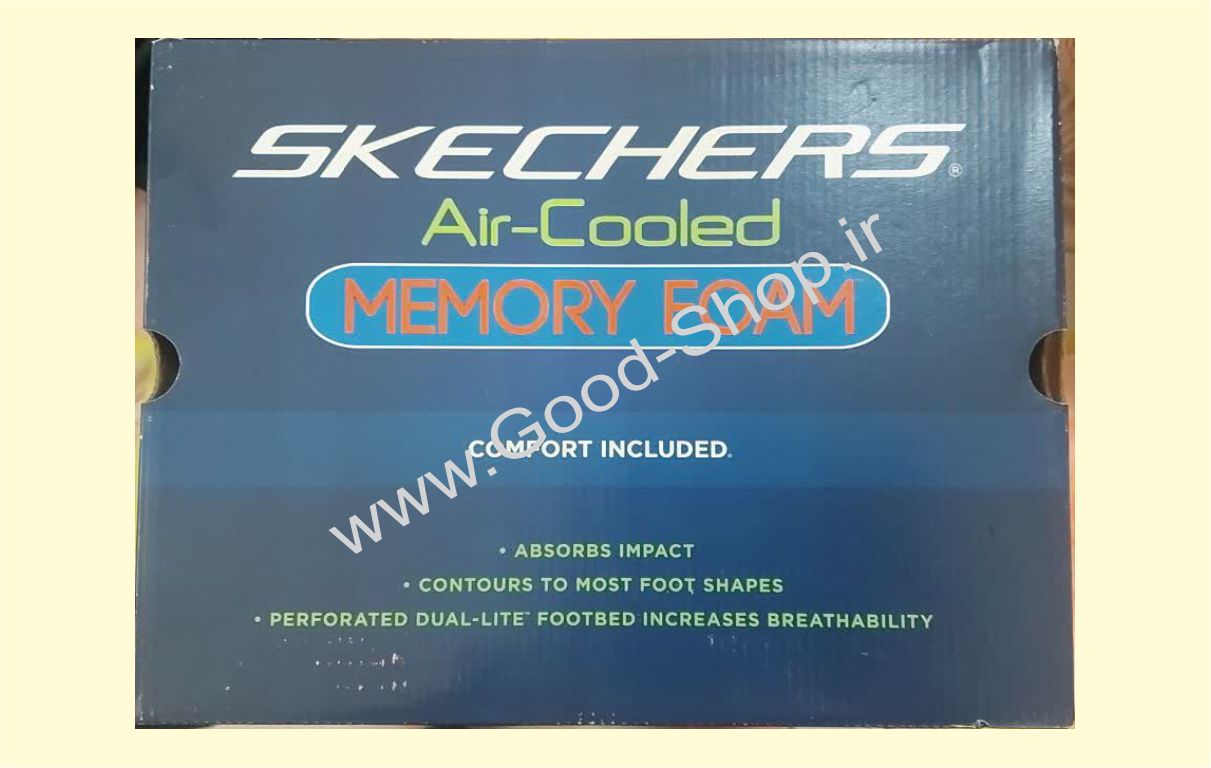 SKECHERS®
Air-Cooled
MEMORY FOAM
www.Good-Shop.ir
COMFORT INCLUDED.
• ABSORBS IMPACT
• CONTOURS TO MOST FOOT SHAPES
• PERFORATED DUAL-LITE™ FOOTBED INCREASES BREATHABILITY